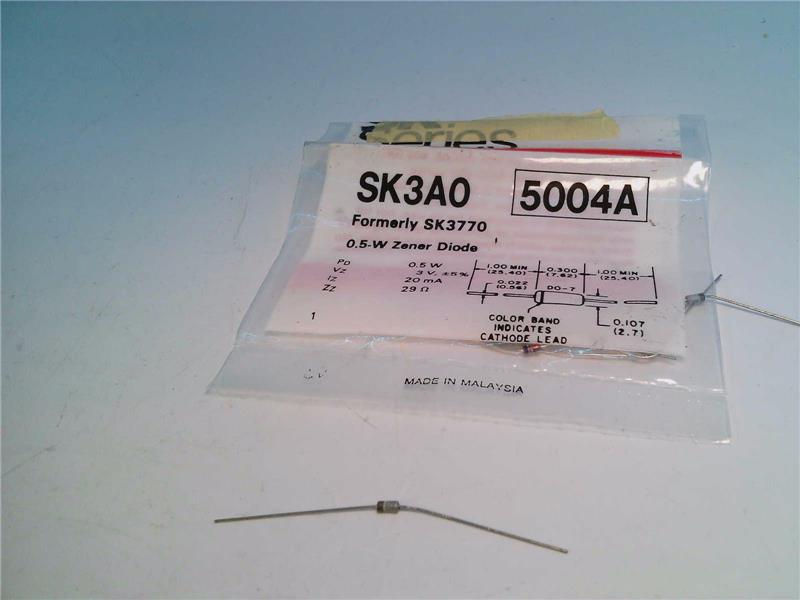 Series
SK3A0 5004A
Formerly SK3770
0.5-W Zener Diode
PD 0.5 W
VZ 3 V, ±5%
IZ 20 mA
ZZ 29 Ω
1.00 MIN (25.40)
0.300 (7.62)
1.00 MIN (25.40)
0.022 (0.56)
DO-7
COLOR BAND
INDICATES
CATHODE LEAD
0.107
(2.7)
1
MADE IN MALAYSIA